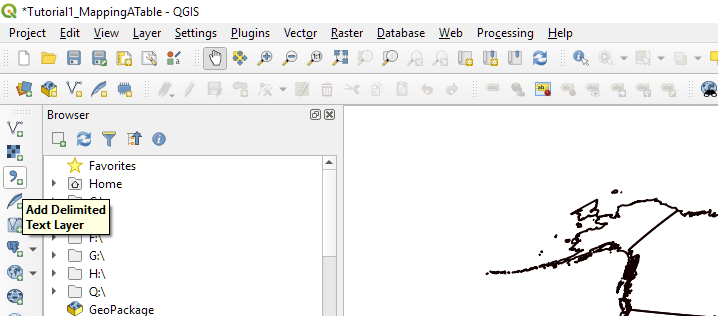 *Tutorial1_MappingATable - QGIS
Project Edit View Layer Settings Plugins Vector Raster Database Web Processing Help
Browser
Favorites
Home
Add Delimited
Text Layer
F:\
G:\
H:\
Q:\
GeoPackage